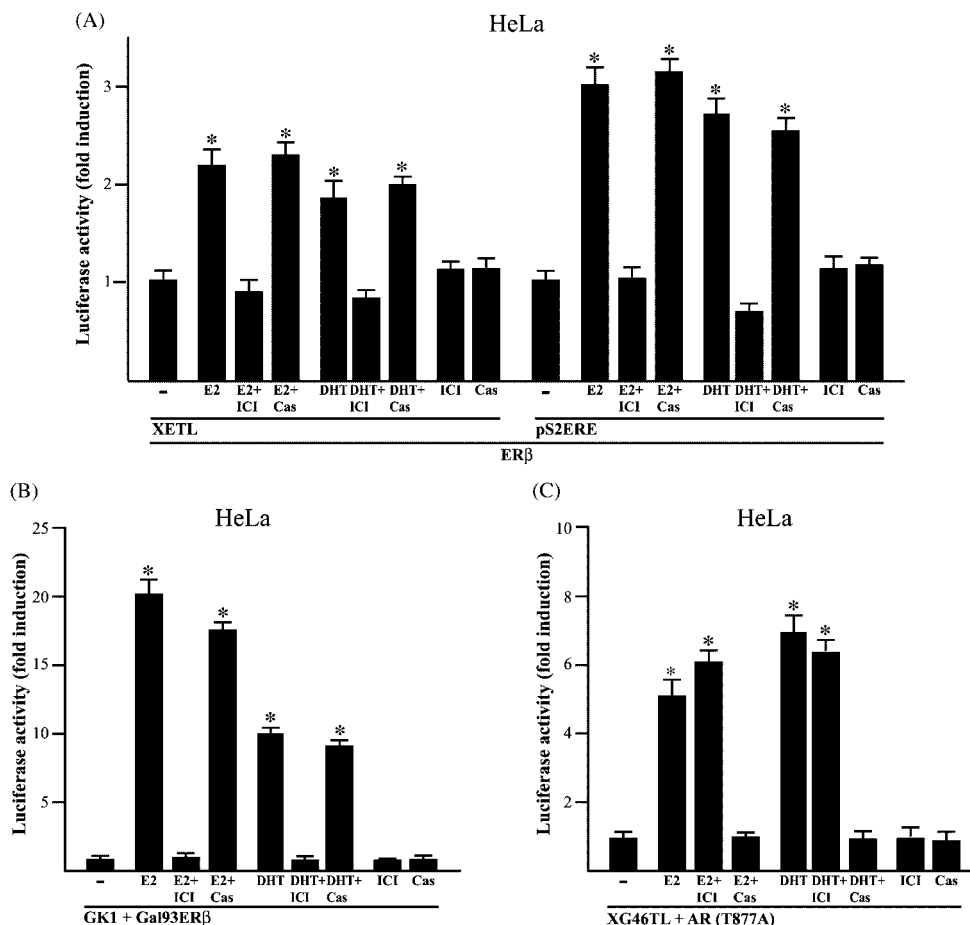 (A)
HeLa
Luciferase activity (fold induction)
3
2
1
* * * * * * * *
– E2 E2+ ICI E2+ Cas DHT DHT+ ICI DHT+ Cas ICI Cas – E2 E2+ ICI E2+ Cas DHT DHT+ ICI DHT+ Cas ICI Cas
XETL pS2ERE
ERβ
(B)
HeLa
Luciferase activity (fold induction)
25
20
15
10
5
* * * *
– E2 E2+ ICI E2+ Cas DHT DHT+ ICI DHT+ Cas ICI Cas
GK1 + Gal93ERβ
(C)
HeLa
Luciferase activity (fold induction)
10
8
6
4
2
* * * *
– E2 E2+ ICI E2+ Cas DHT DHT+ ICI DHT+ Cas ICI Cas
XG46TL + AR (T877A)